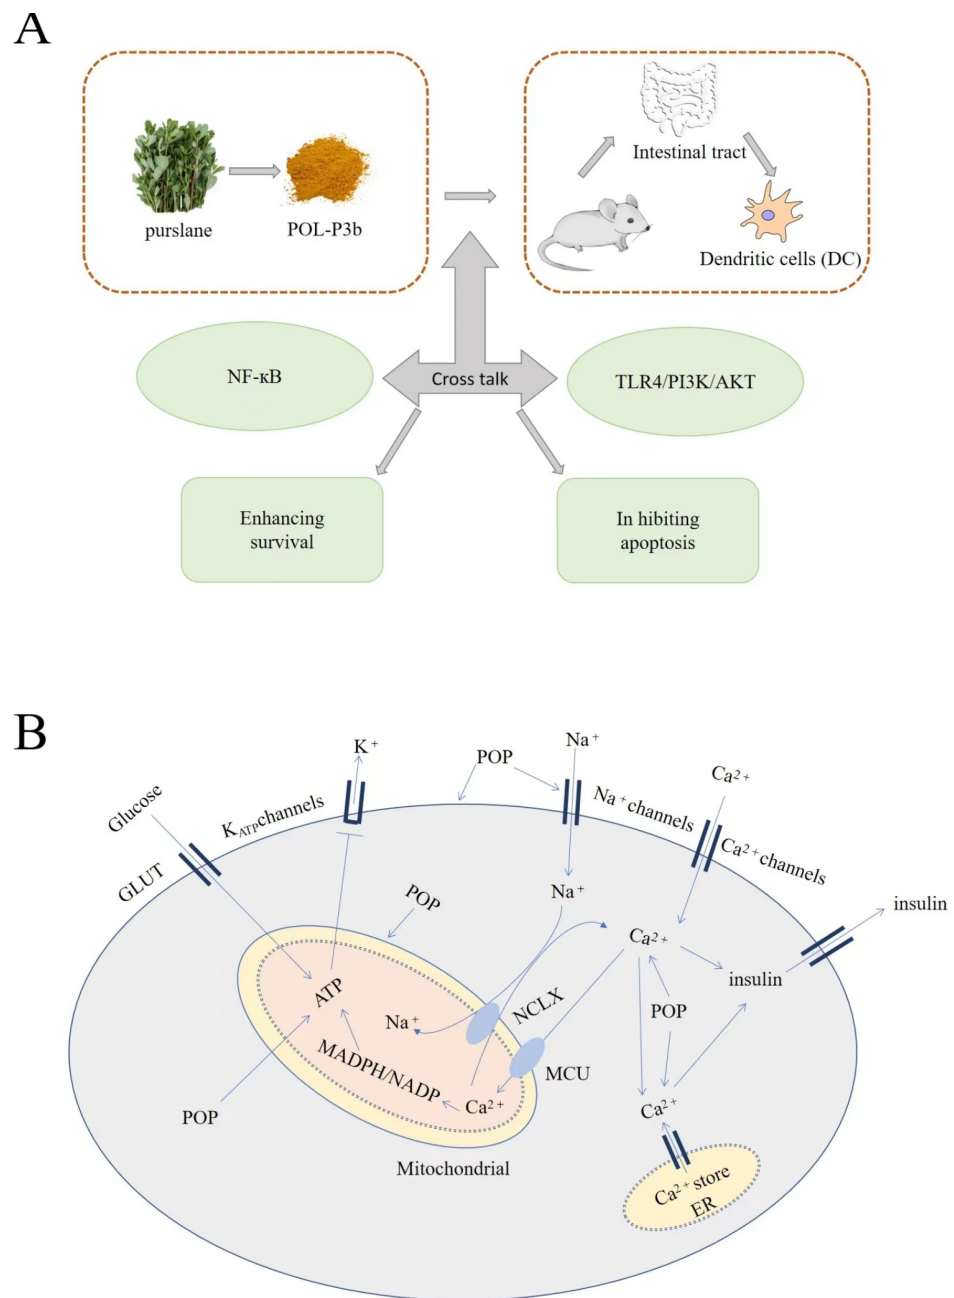 A
purslane
POL-P3b
Intestinal tract
Dendritic cells (DC)
NF-κB
Cross talk
TLR4/PI3K/AKT
Enhancing
survival
In hibiting
apoptosis
B
K⁺
POP
Na⁺
Ca²⁺
Glucose
K_ATP channels
Na⁺channels
Ca²⁺channels
GLUT
POP
Na⁺
insulin
Ca²⁺
insulin
ATP
Na⁺
NCLX
POP
MADPH/NADP
MCU
POP
Ca²⁺
Ca²⁺
Mitochondrial
Ca²⁺ store
ER